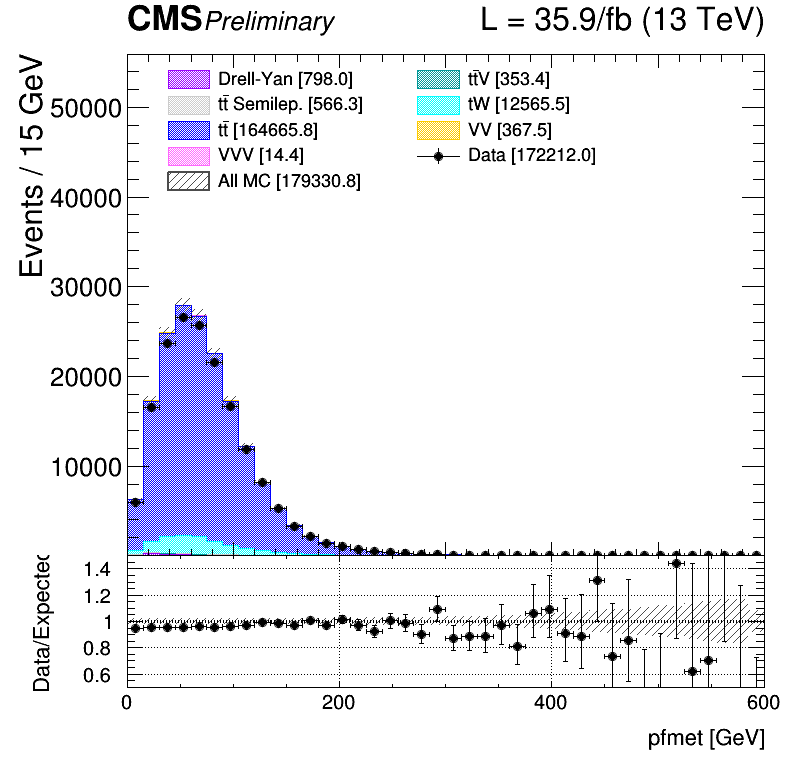 CMS Preliminary L = 35.9/fb (13 TeV)
Events / 15 GeV
50000
40000
30000
20000
10000
Drell-Yan [798.0]
tt̄ Semilep. [566.3]
tt̄ [164665.8]
VVV [14.4]
All MC [179330.8]
tt̄V [353.4]
tW [12565.5]
VV [367.5]
Data [172212.0]
Data/Expected
1.4
1.2
1
0.8
0.6
0 200 400 600
pfmet [GeV]